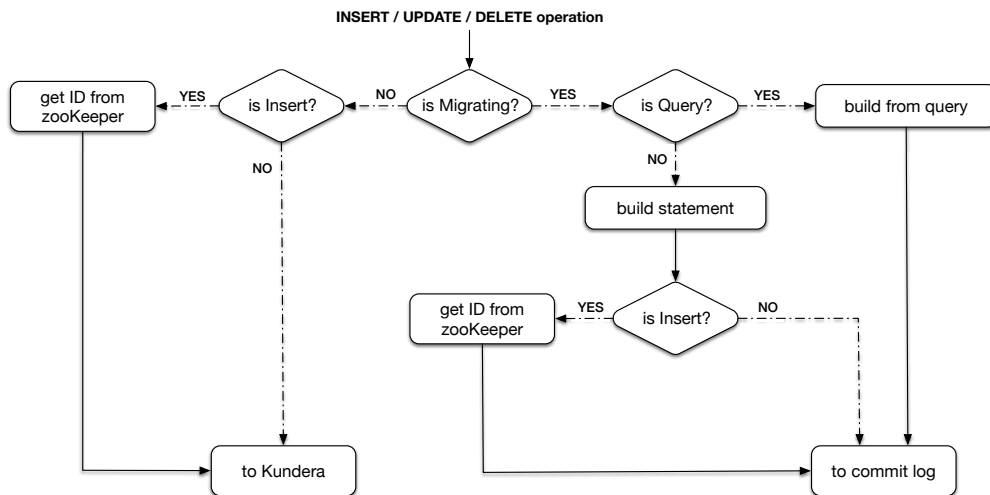 INSERT / UPDATE / DELETE operation
get ID from
zooKeeper
YES
is Insert?
NO
is Migrating?
YES
is Query?
YES
build from query
NO
NO
build statement
get ID from
zooKeeper
YES
is Insert?
NO
to Kundera
to commit log